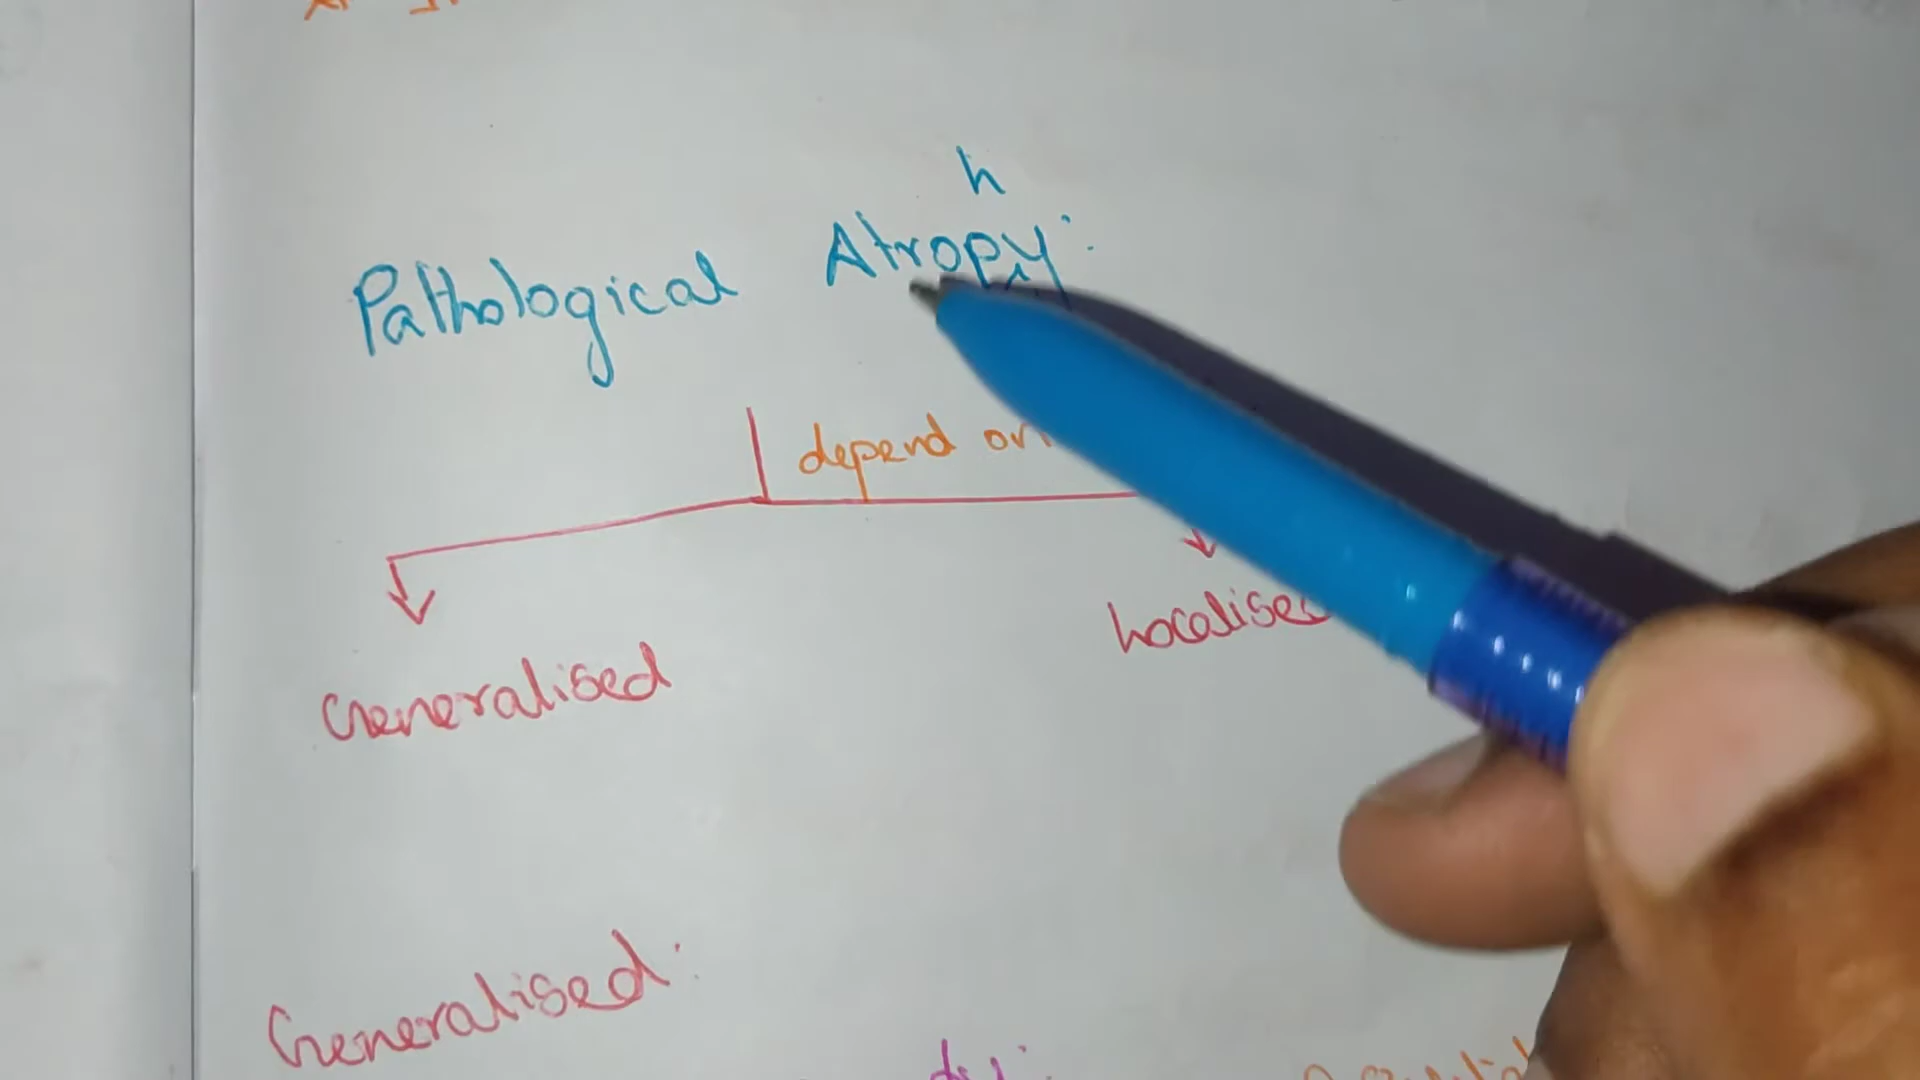 h
Pathological Atropy:
depend on
Generalised
Localised
Generalised: